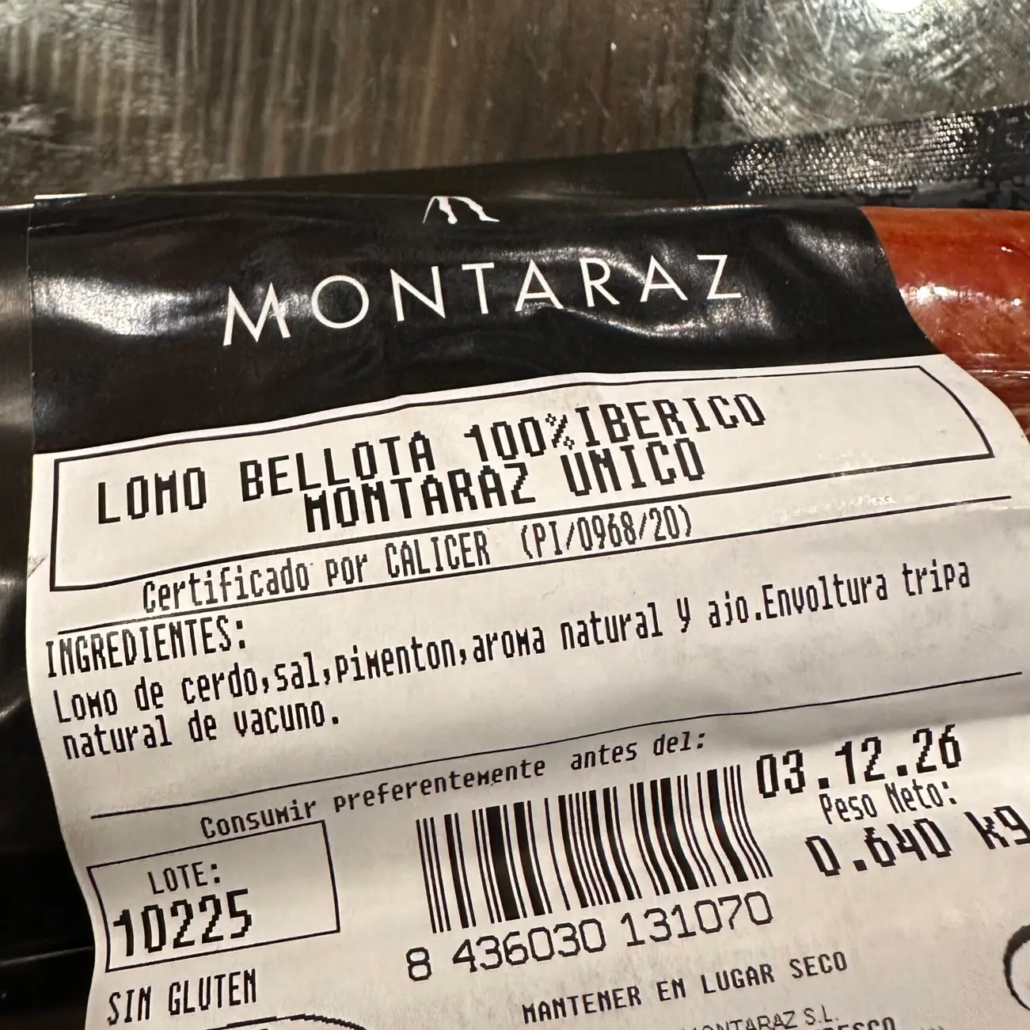 MONTARAZ
LOMO BELLOTA 100%IBERICO
MONTARAZ UNICO
Certificado por CALICER (PI/0968/20)
INGREDIENTES:
Lomo de cerdo,sal,pimenton,aroma natural y ajo.Envoltura tripa
natural de vacuno.
Consumir preferentemente antes del:
03.12.26
Peso Neto:
0.640 kg
LOTE:
10225
8 436030 131070
SIN GLUTEN
MANTENER EN LUGAR SECO
MONTARAZ S.L.